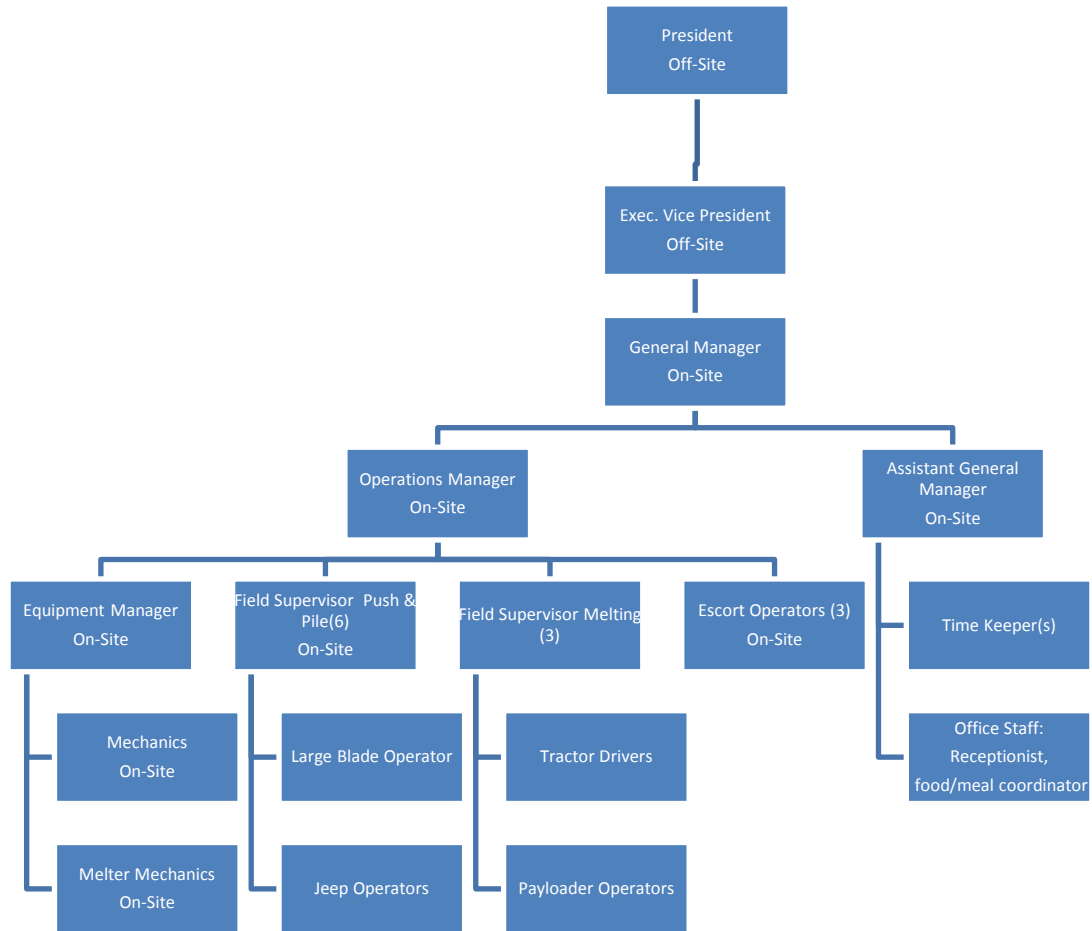 President
Off-Site
Exec. Vice President
Off-Site
General Manager
On-Site
Operations Manager
On-Site
Assistant General
Manager
On-Site
Equipment Manager
On-Site
Field Supervisor Push &
Pile(6)
On-Site
Field Supervisor Melting
(3)
Escort Operators (3)
On-Site
Time Keeper(s)
Mechanics
On-Site
Large Blade Operator
Tractor Drivers
Office Staff:
Receptionist,
food/meal coordinator
Melter Mechanics
On-Site
Jeep Operators
Payloader Operators